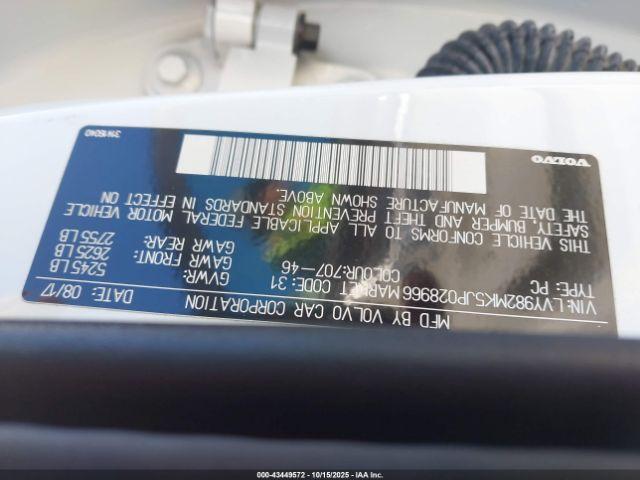 MFD BY VOLVO CAR CORPORATION DATE: 08/17
GVWR: 5245 LB
GAWR FRONT: 2625 LB
GAWR REAR: 2755 LB
VIN: LVY982MK5JP028966 MARKET CODE: 31
TYPE: PC COLOUR: 707-46
THIS VEHICLE CONFORMS TO ALL APPLICABLE FEDERAL MOTOR VEHICLE
SAFETY, BUMPER AND THEFT PREVENTION STANDARDS IN EFFECT ON
THE DATE OF MANUFACTURE SHOWN ABOVE.
VOLVO 31416040
000-43449572 | 10/15/2025 | IAA Inc.